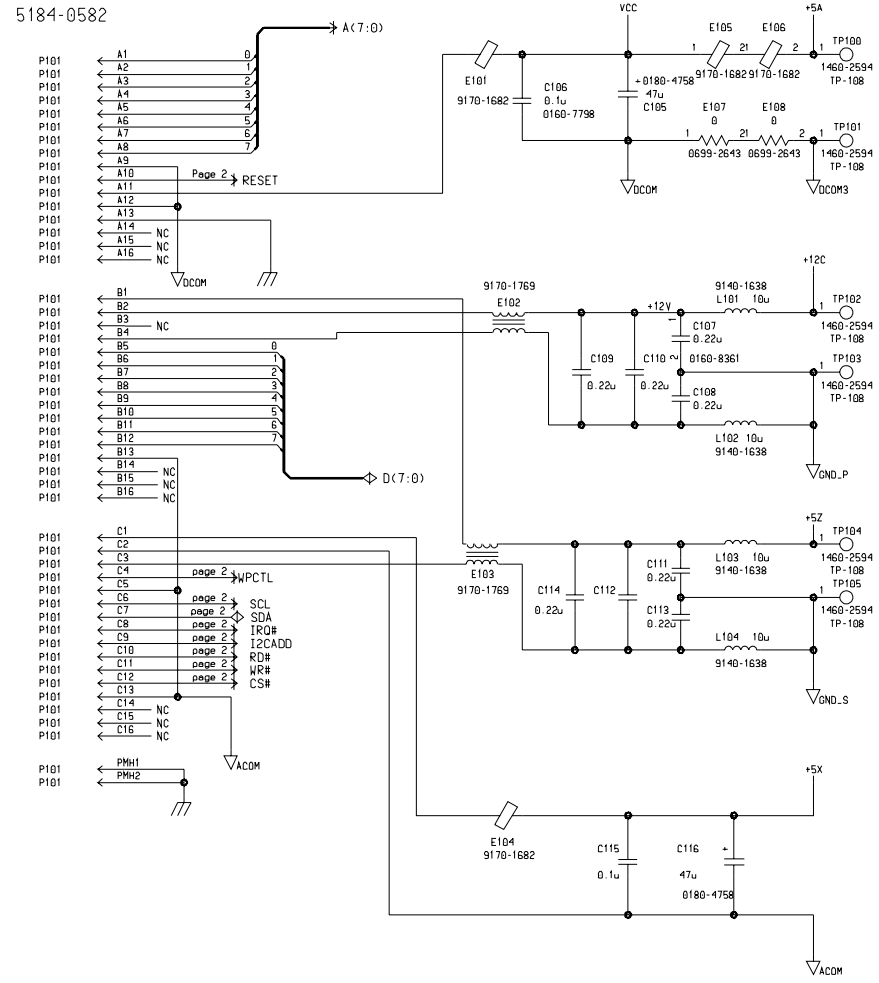 5184-0582
A(7:0)
P101 A1 0
P101 A2 1
P101 A3 2
P101 A4 3
P101 A5 4
P101 A6 5
P101 A7 6
P101 A8 7
P101 A9
P101 A10 Page 2 RESET
P101 A11
P101 A12
P101 A13
P101 A14 NC
P101 A15 NC
P101 A16 NC
DCOM
E101
9170-1682
C106
0.1u
0160-7798
VCC
+0180-4758
47u
C105
DCOM
E105 E106
1 21 2
9170-1682 9170-1682
+5A
1 TP100
1460-2594
TP-108
E107 E108
0 0
1 21 2
0699-2643 0699-2643
1 TP101
1460-2594
TP-108
DCOM3
P101 B1
P101 B2
P101 B3 NC
P101 B4
P101 B5 0
P101 B6 1
P101 B7 2
P101 B8 3
P101 B9 4
P101 B10 5
P101 B11 6
P101 B12 7
P101 B13
P101 B14 NC
P101 B15 NC
P101 B16 NC
D(7:0)
9170-1769
E102
C109
0.22u
C110
0.22u
+12V
1
C107
0.22u
2
0160-8361
C108
0.22u
9140-1638
L101 10u
L102 10u
9140-1638
+12C
1 TP102
1460-2594
TP-108
TP103
1
1460-2594
TP-108
GND_P
P101 C1
P101 C2
P101 C3
P101 C4 page 2 WPCTL
P101 C5
P101 C6 page 2 SCL
P101 C7 page 2 SDA
P101 C8 page 2 IRQ#
P101 C9 page 2 I2CADD
P101 C10 page 2 RD#
P101 C11 page 2 WR#
P101 C12 page 2 CS#
P101 C13
P101 C14 NC
P101 C15 NC
P101 C16 NC
ACOM
P101 PMH1
P101 PMH2
E103
9170-1769
C114
0.22u
C112
C111
0.22u
C113
0.22u
L103 10u
9140-1638
L104 10u
9140-1638
+5Z
1 TP104
1460-2594
TP-108
TP105
1
1460-2594
TP-108
GND_S
E104
9170-1682
C115
0.1u
C116
+
47u
0180-4758
+5X
ACOM